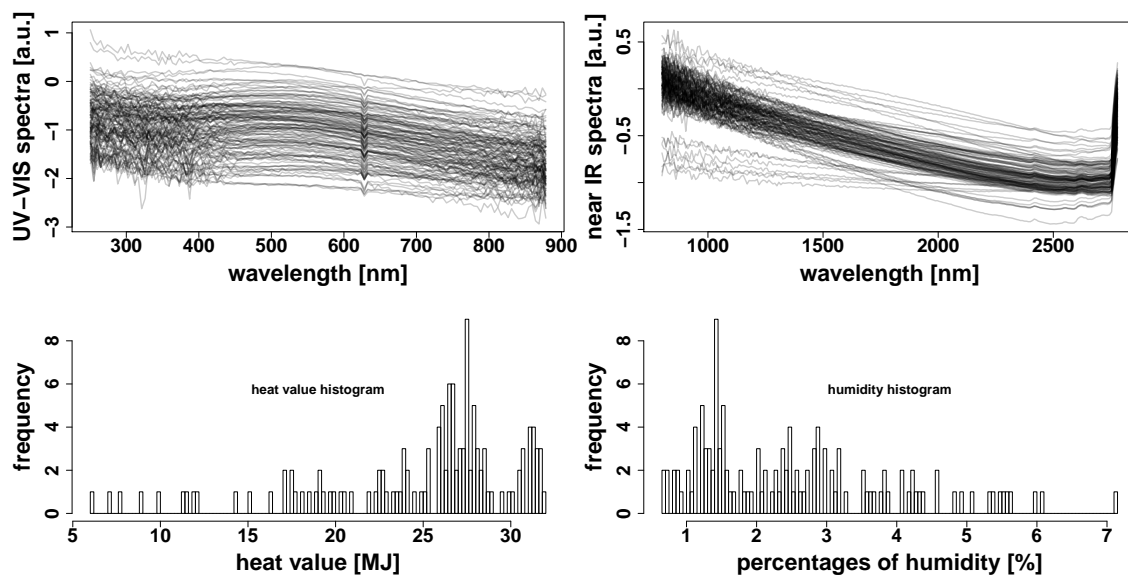 UV−VIS spectra [a.u.]
1
0
−1
−2
−3
300 400 500 600 700 800 900
wavelength [nm]
near IR spectra [a.u.]
0.5
−0.5
−1.5
1000 1500 2000 2500
wavelength [nm]
frequency
8
6
4
2
0
heat value histogram
5 10 15 20 25 30
heat value [MJ]
frequency
8
6
4
2
0
humidity histogram
1 2 3 4 5 6 7
percentages of humidity [%]